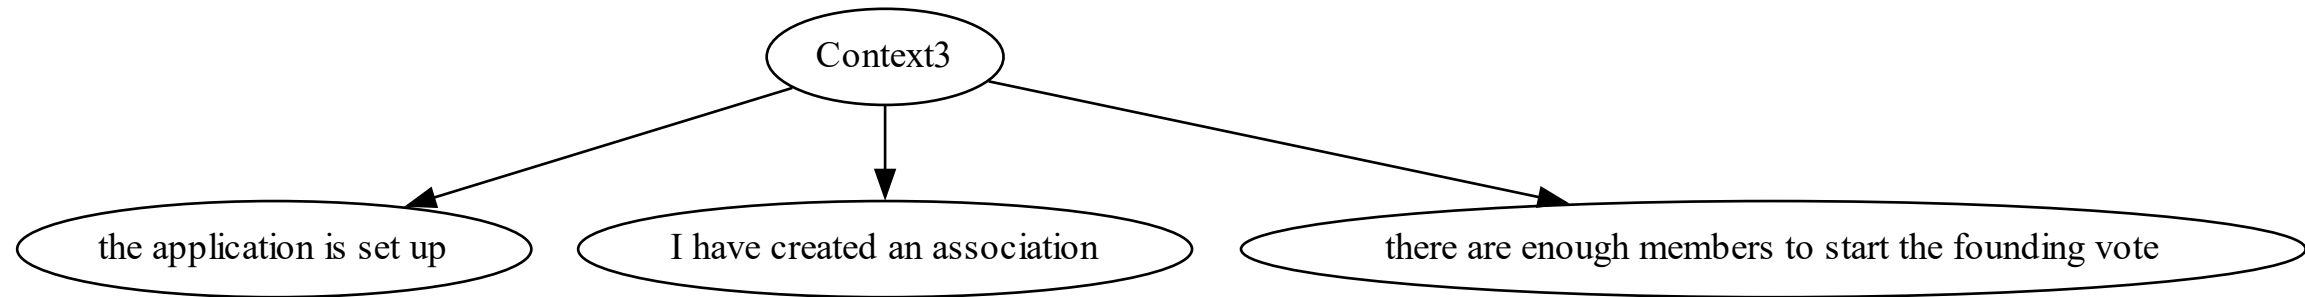 Context3
the application is set up
I have created an association
there are enough members to start the founding vote